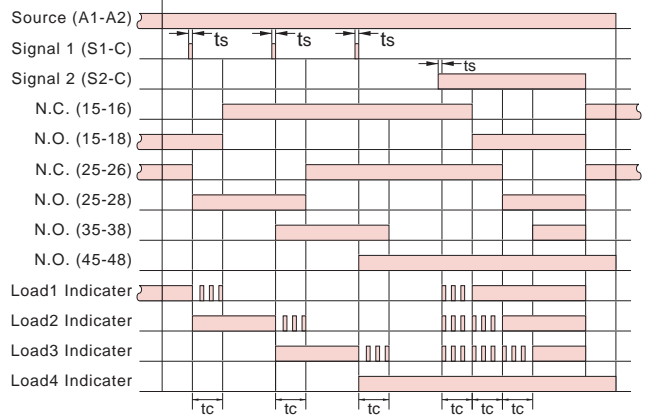 Source (A1-A2)
Signal 1 (S1-C) ts ts ts
Signal 2 (S2-C) ts
N.C. (15-16)
N.O. (15-18)
N.C. (25-26)
N.O. (25-28)
N.O. (35-38)
N.O. (45-48)
Load1 Indicater
Load2 Indicater
Load3 Indicater
Load4 Indicater
tc tc tc tc tc tc